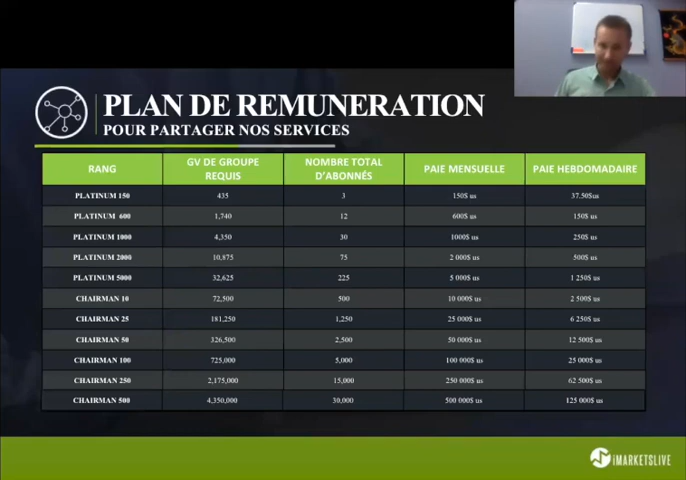 PLAN DE REMUNERATION
POUR PARTAGER NOS SERVICES
RANG GV DE GROUPE REQUIS NOMBRE TOTAL D'ABONNÉS PAIE MENSUELLE PAIE HEBDOMADAIRE
PLATINUM 150 435 3 150$ us 37.50$us
PLATINUM 600 1,740 12 600$ us 150$ us
PLATINUM 1000 4,350 30 1000$ us 250$ us
PLATINUM 2000 10,875 75 2 000$ us 500$ us
PLATINUM 5000 32,625 225 5 000$ us 1 250$ us
CHAIRMAN 10 72,500 500 10 000$ us 2 500$ us
CHAIRMAN 25 181,250 1,250 25 000$ us 6 250$ us
CHAIRMAN 50 326,500 2,500 50 000$ us 12 500$ us
CHAIRMAN 100 725,000 5,000 100 000$ us 25 000$ us
CHAIRMAN 250 2,175,000 15,000 250 000$ us 62 500$ us
CHAIRMAN 500 4,350,000 30,000 500 000$ us 125 000$ us
iMARKETSLIVE